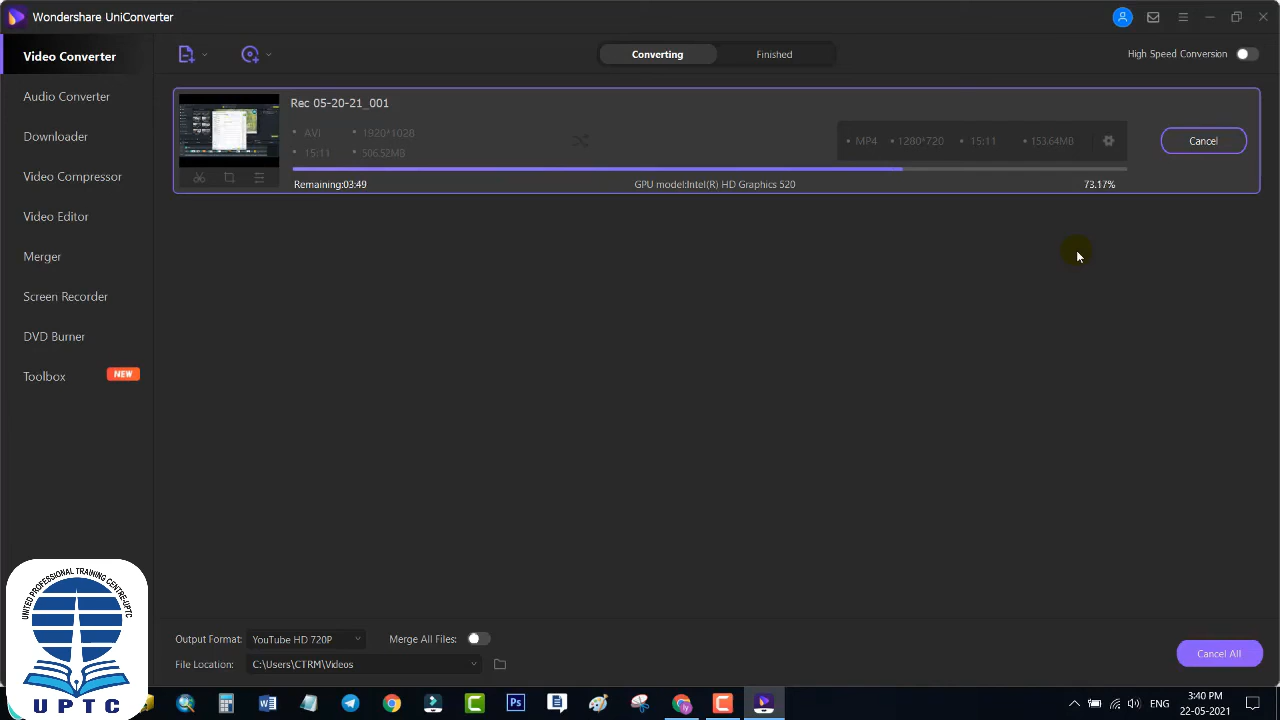 Wondershare UniConverter
Video Converter
Converting
Finished
High Speed Conversion
Audio Converter
Downloader
Video Compressor
Video Editor
Merger
Screen Recorder
DVD Burner
Toolbox
NEW
Rec 05-20-21_001
AVI
1920*1028
15:11
506.52MB
MP4
1280*720
15:11
153.64MB
Cancel
Remaining:03:49
GPU model:Intel(R) HD Graphics 520
73.17%
UNITED PROFESSIONAL TRAINING CENTRE-UPTC
UPTC
Output Format:
YouTube HD 720P
Merge All Files:
File Location:
C:\Users\CTRM\Videos
Cancel All
Ps
ENG
3:40 PM
22-05-2021